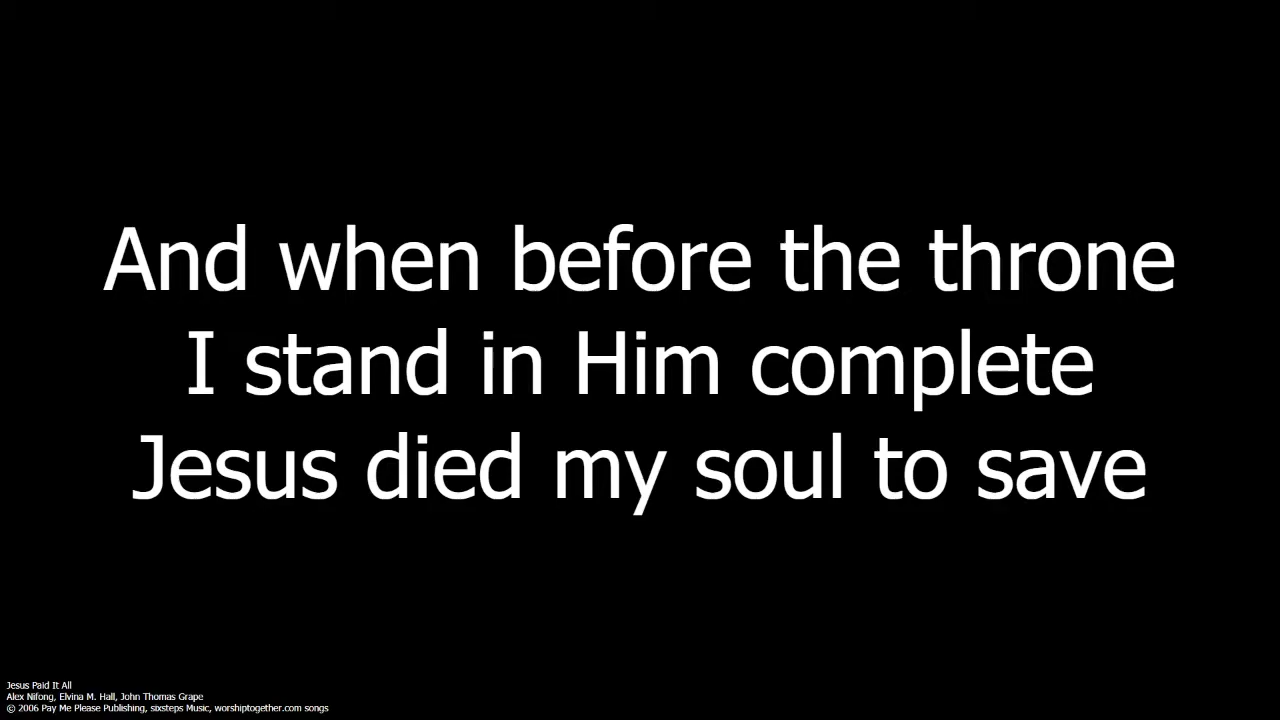 And when before the throne
I stand in Him complete
Jesus died my soul to save
Jesus Paid It All
Alex Nifong, Elvina M. Hall, John Thomas Grape
© 2006 Pay Me Please Publishing, sixsteps Music, worshiptogether.com songs